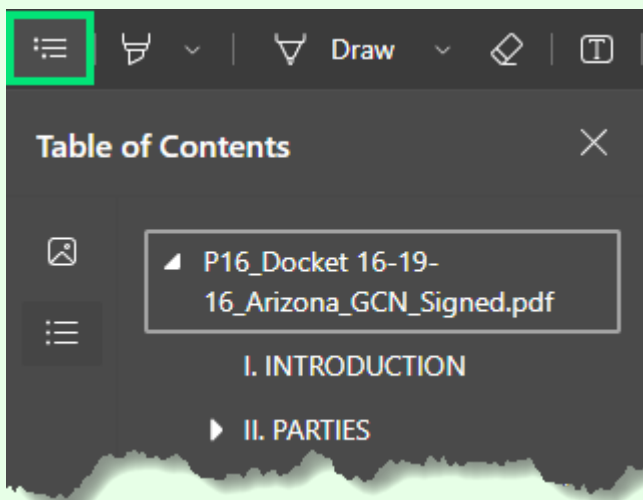 Draw
Table of Contents
P16_Docket 16-19-
16_Arizona_GCN_Signed.pdf
I. INTRODUCTION
II. PARTIES